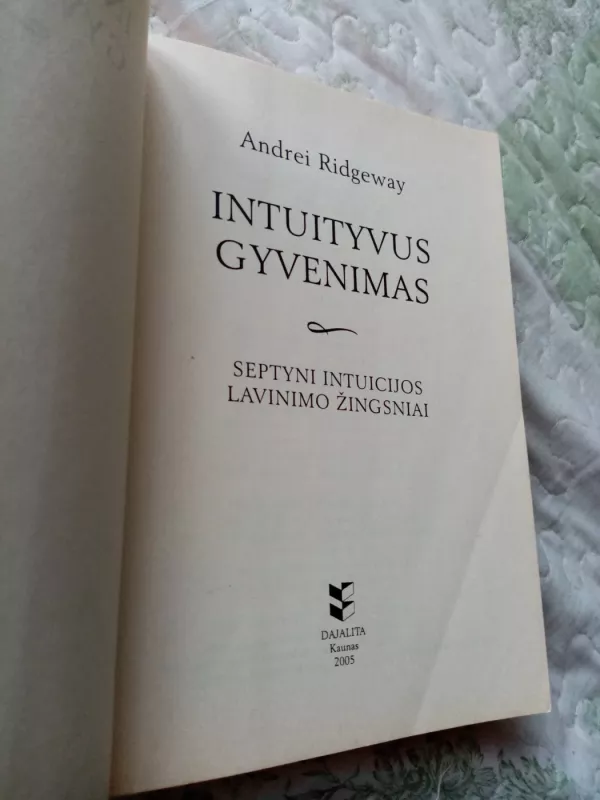 Andrei Ridgeway
INTUITYVUS
GYVENIMAS
SEPTYNI INTUICIJOS
LAVINIMO ŽINGSNIAI
DAJALITA
Kaunas
2005